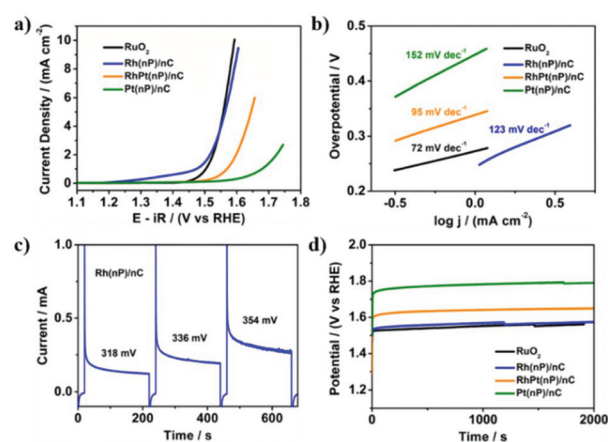 a)
Current Density / (mA cm⁻²)
10
8
6
4
2
0
RuO₂
Rh(nP)/nC
RhPt(nP)/nC
Pt(nP)/nC
1.1 1.2 1.3 1.4 1.5 1.6 1.7 1.8
E - iR / (V vs RHE)
b)
Overpotential / V
0.5
0.4
0.3
0.2
RuO₂
Rh(nP)/nC
RhPt(nP)/nC
Pt(nP)/nC
152 mV dec⁻¹
95 mV dec⁻¹
123 mV dec⁻¹
72 mV dec⁻¹
-0.5 0.0 0.5 1.0
log j / (mA cm⁻²)
c)
Current / mA
1.0
0.5
0.0
Rh(nP)/nC
318 mV
336 mV
354 mV
0 200 400 600
Time / s
d)
Potential / (V vs RHE)
2.0
1.8
1.6
1.4
1.2
RuO₂
Rh(nP)/nC
RhPt(nP)/nC
Pt(nP)/nC
0 1000 2000
Time / s